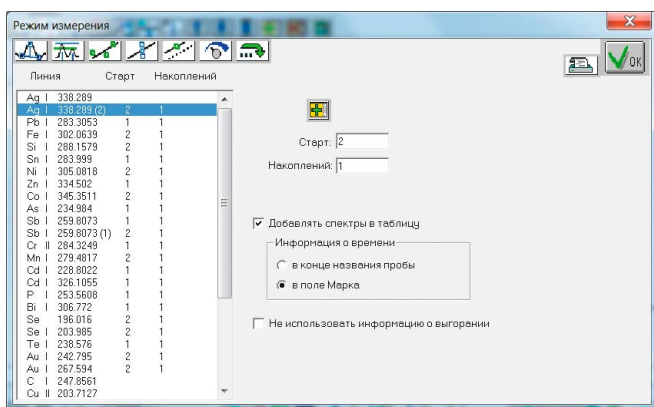 Режим измерения
OK
Линия Старт Накоплений
Ag I 338.289
Ag I 338.289 (2) 2 1
Pb I 283.3053 1 1
Fe I 302.0639 2 1
Si I 288.1579 2 1
Sn I 283.999 1 1
Ni I 305.0818 2 1
Zn I 334.502 1 1
Co I 345.3511 2 1
As I 234.984 1 1
Sb I 259.8073 1 1
Sb I 259.8073 (1) 2 1
Cr II 284.3249 1 1
Mn I 279.4817 2 1
Cd I 228.8022 1 1
Cd I 326.1055 1 1
P I 253.5608 1 1
Bi I 306.772 1 1
Se 196.016 2 1
Se I 203.985 2 1
Te I 238.576 1 1
Au I 242.795 2 1
Au I 267.594 2 1
C I 247.8561
Cu II 203.7127
Старт: 2
Накоплений: 1
Добавлять спектры в таблицу
Информация о времени
в конце названия пробы
в поле Марка
Не использовать информацию о выгорании